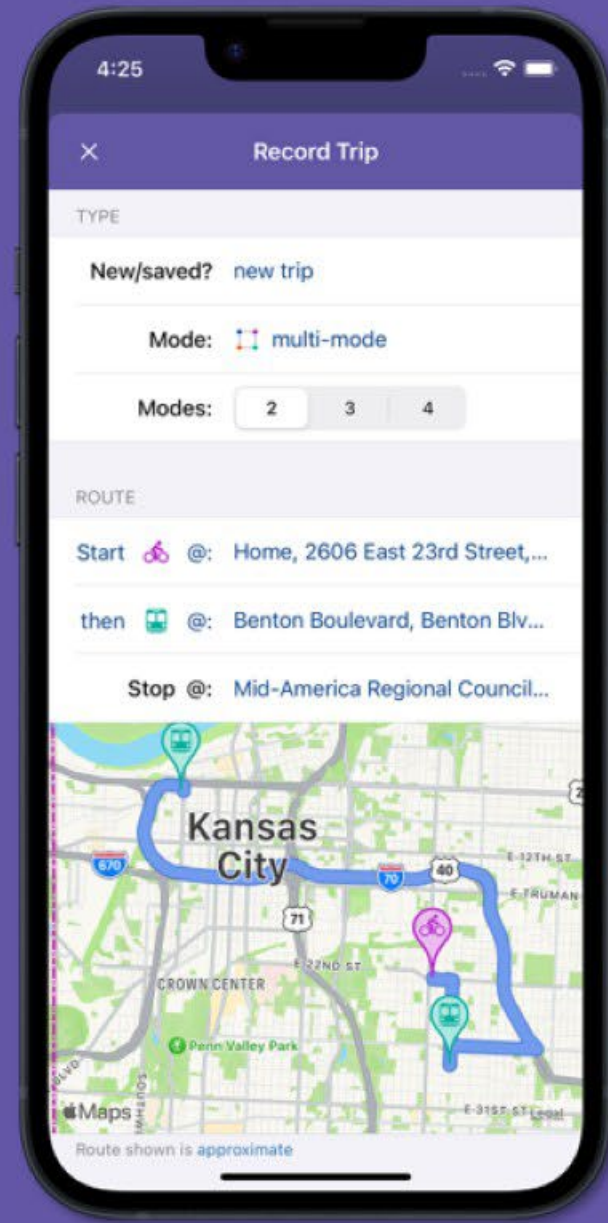 4:25
Record Trip
TYPE
New/saved? new trip
Mode: multi-mode
Modes: 2 3 4
ROUTE
Start @: Home, 2606 East 23rd Street,...
then @: Benton Boulevard, Benton Blv...
Stop @: Mid-America Regional Council...
Kansas
City
670
70
40
E 12TH ST
E TRUMAN
71
E 22ND ST
CROWN CENTER
Penn Valley Park
BLVD
SOUTHW
Maps
E 31ST ST
Legal
Route shown is approximate